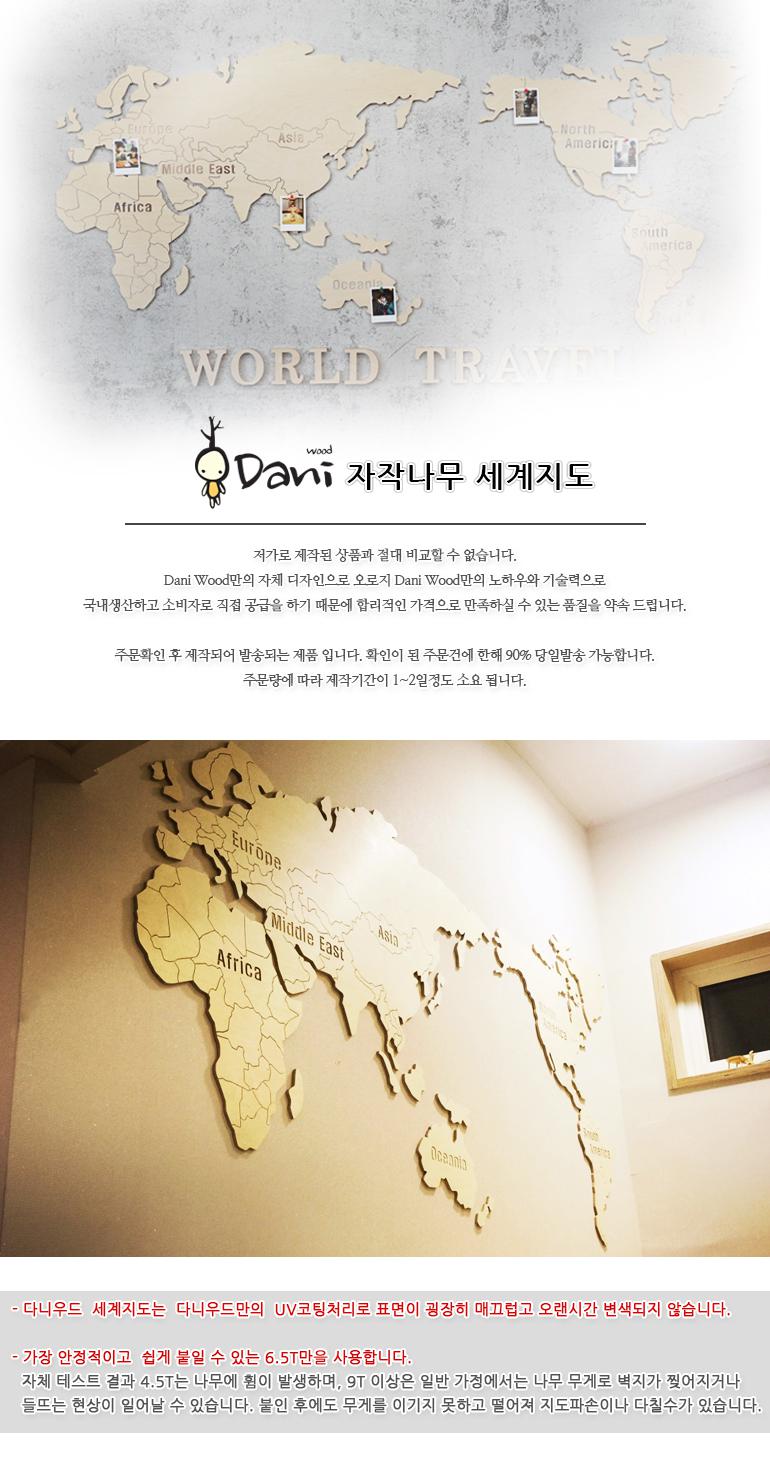 Europe
Asia
Middle East
Africa
North
America
South
America
Oceania
WORLD TRAVEL
wood
Dani 자작나무 세계지도
저가로 제작된 상품과 절대 비교할 수 없습니다.
Dani Wood만의 자체 디자인으로 오로지 Dani Wood만의 노하우와 기술력으로
국내생산하고 소비자로 직접 공급을 하기 때문에 합리적인 가격으로 만족하실 수 있는 품질을 약속 드립니다.
주문확인 후 제작되어 발송되는 제품 입니다. 확인이 된 주문건에 한해 90% 당일발송 가능합니다.
주문량에 따라 제작기간이 1~2일정도 소요 됩니다.
Europe
Middle East
Asia
Africa
America
South
America
Oceania
- 다니우드 세계지도는 다니우드만의 UV코팅처리로 표면이 굉장히 매끄럽고 오랜시간 변색되지 않습니다.
- 가장 안정적이고 쉽게 붙일 수 있는 6.5T만을 사용합니다.
자체 테스트 결과 4.5T는 나무에 휨이 발생하며, 9T 이상은 일반 가정에서는 나무 무게로 벽지가 찢어지거나
들뜨는 현상이 일어날 수 있습니다. 붙인 후에도 무게를 이기지 못하고 떨어져 지도파손이나 다칠수가 있습니다.